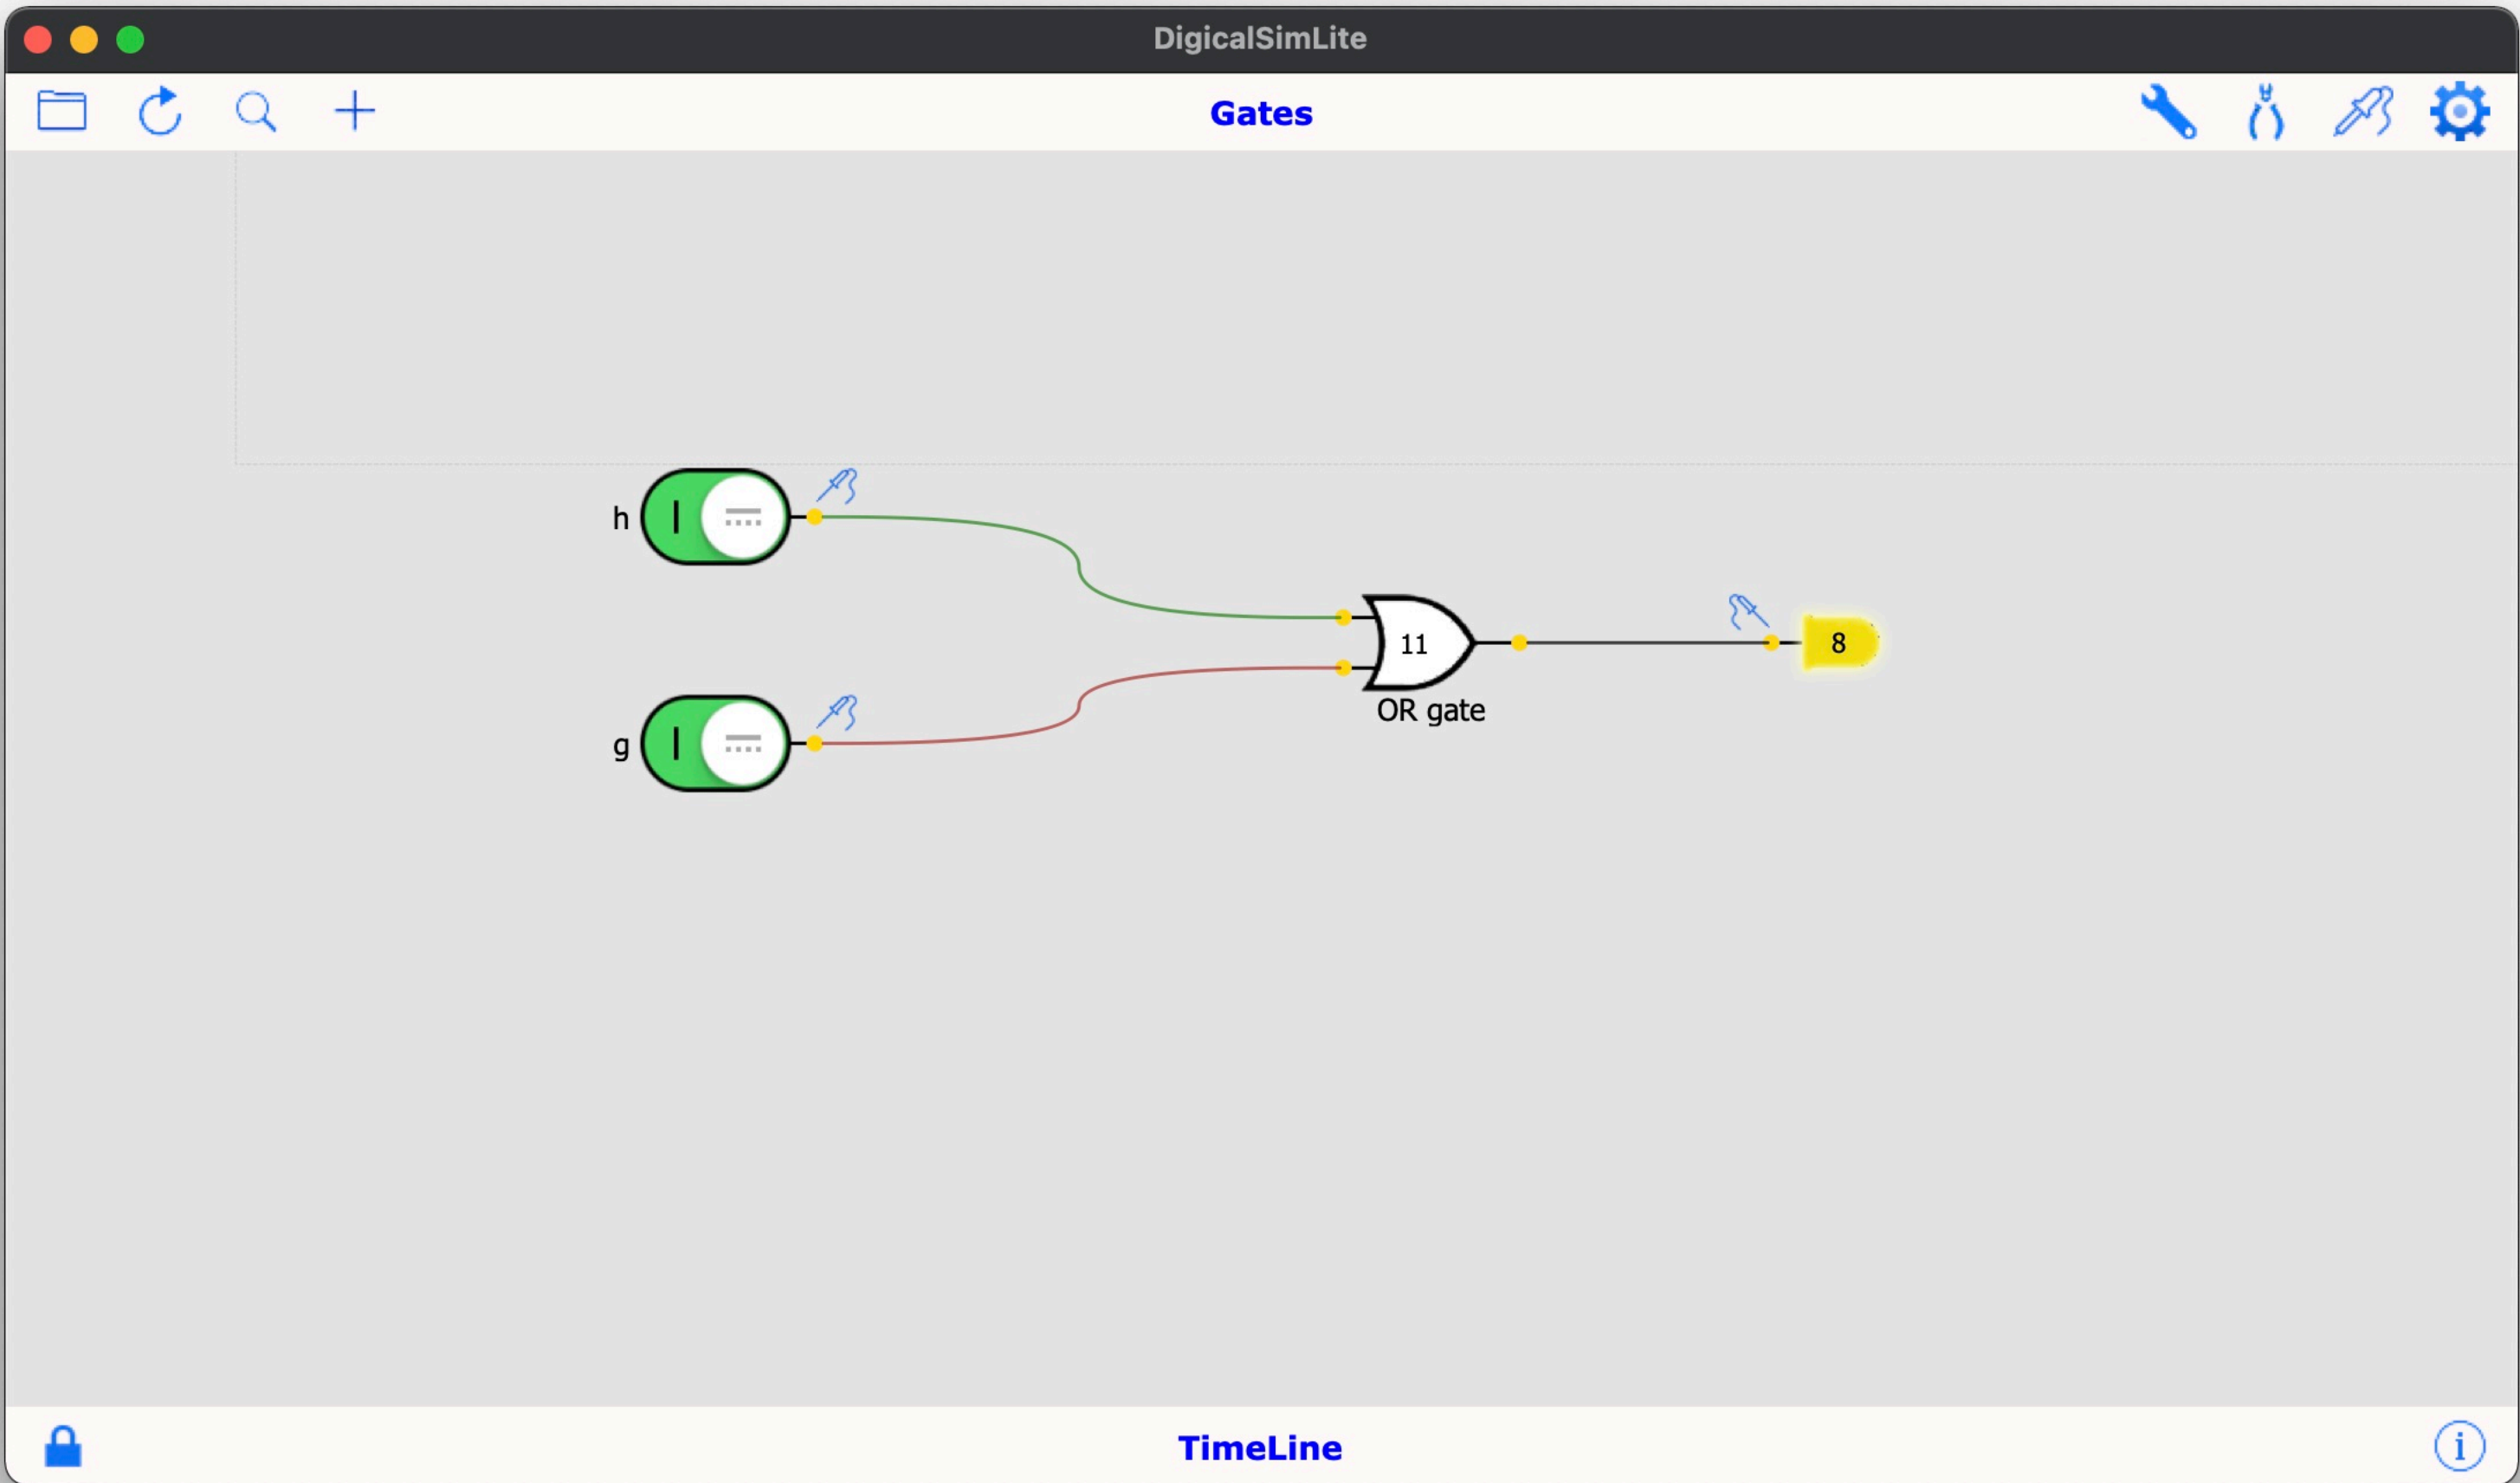 DigicalSimLite
Gates
h
11
8
OR gate
g
TimeLine